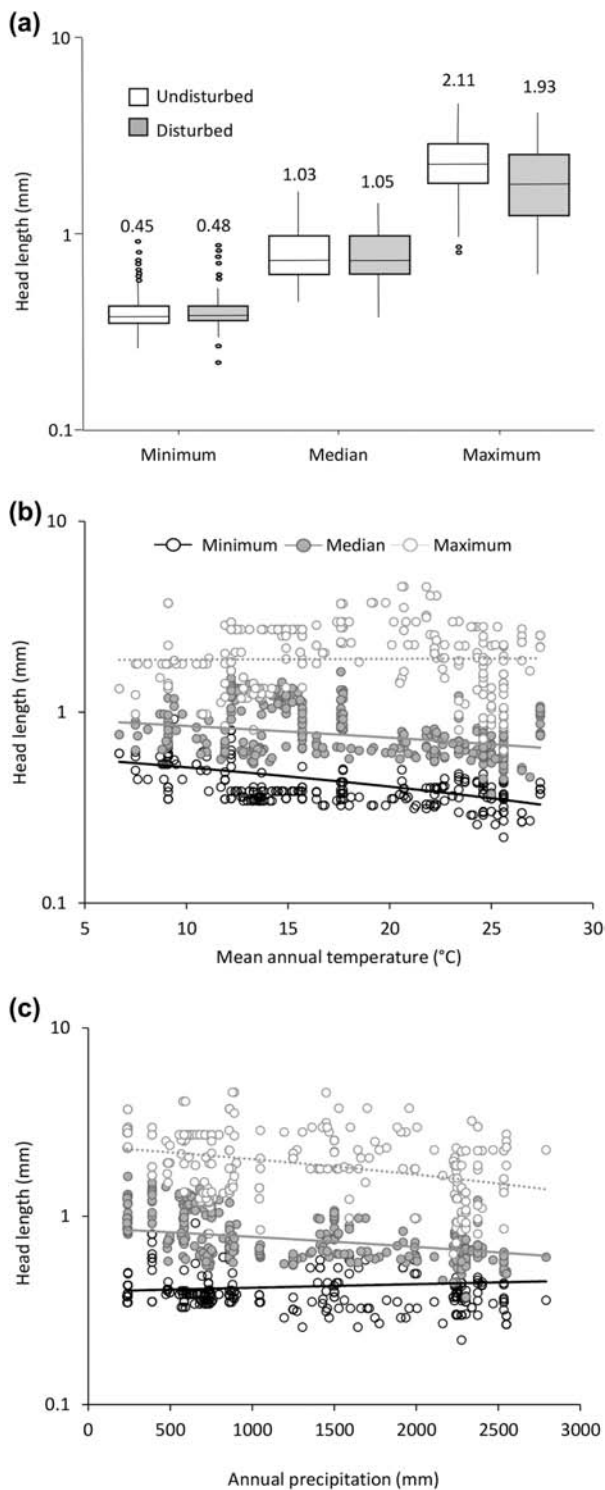 (a)
10
Undisturbed
Disturbed
2.11
1.93
1.03
1.05
0.45
0.48
1
0.1
Head length (mm)
Minimum
Median
Maximum
(b)
10
Minimum
Median
Maximum
1
0.1
Head length (mm)
5
10
15
20
25
30
Mean annual temperature (°C)
(c)
10
1
0.1
Head length (mm)
0
500
1000
1500
2000
2500
3000
Annual precipitation (mm)